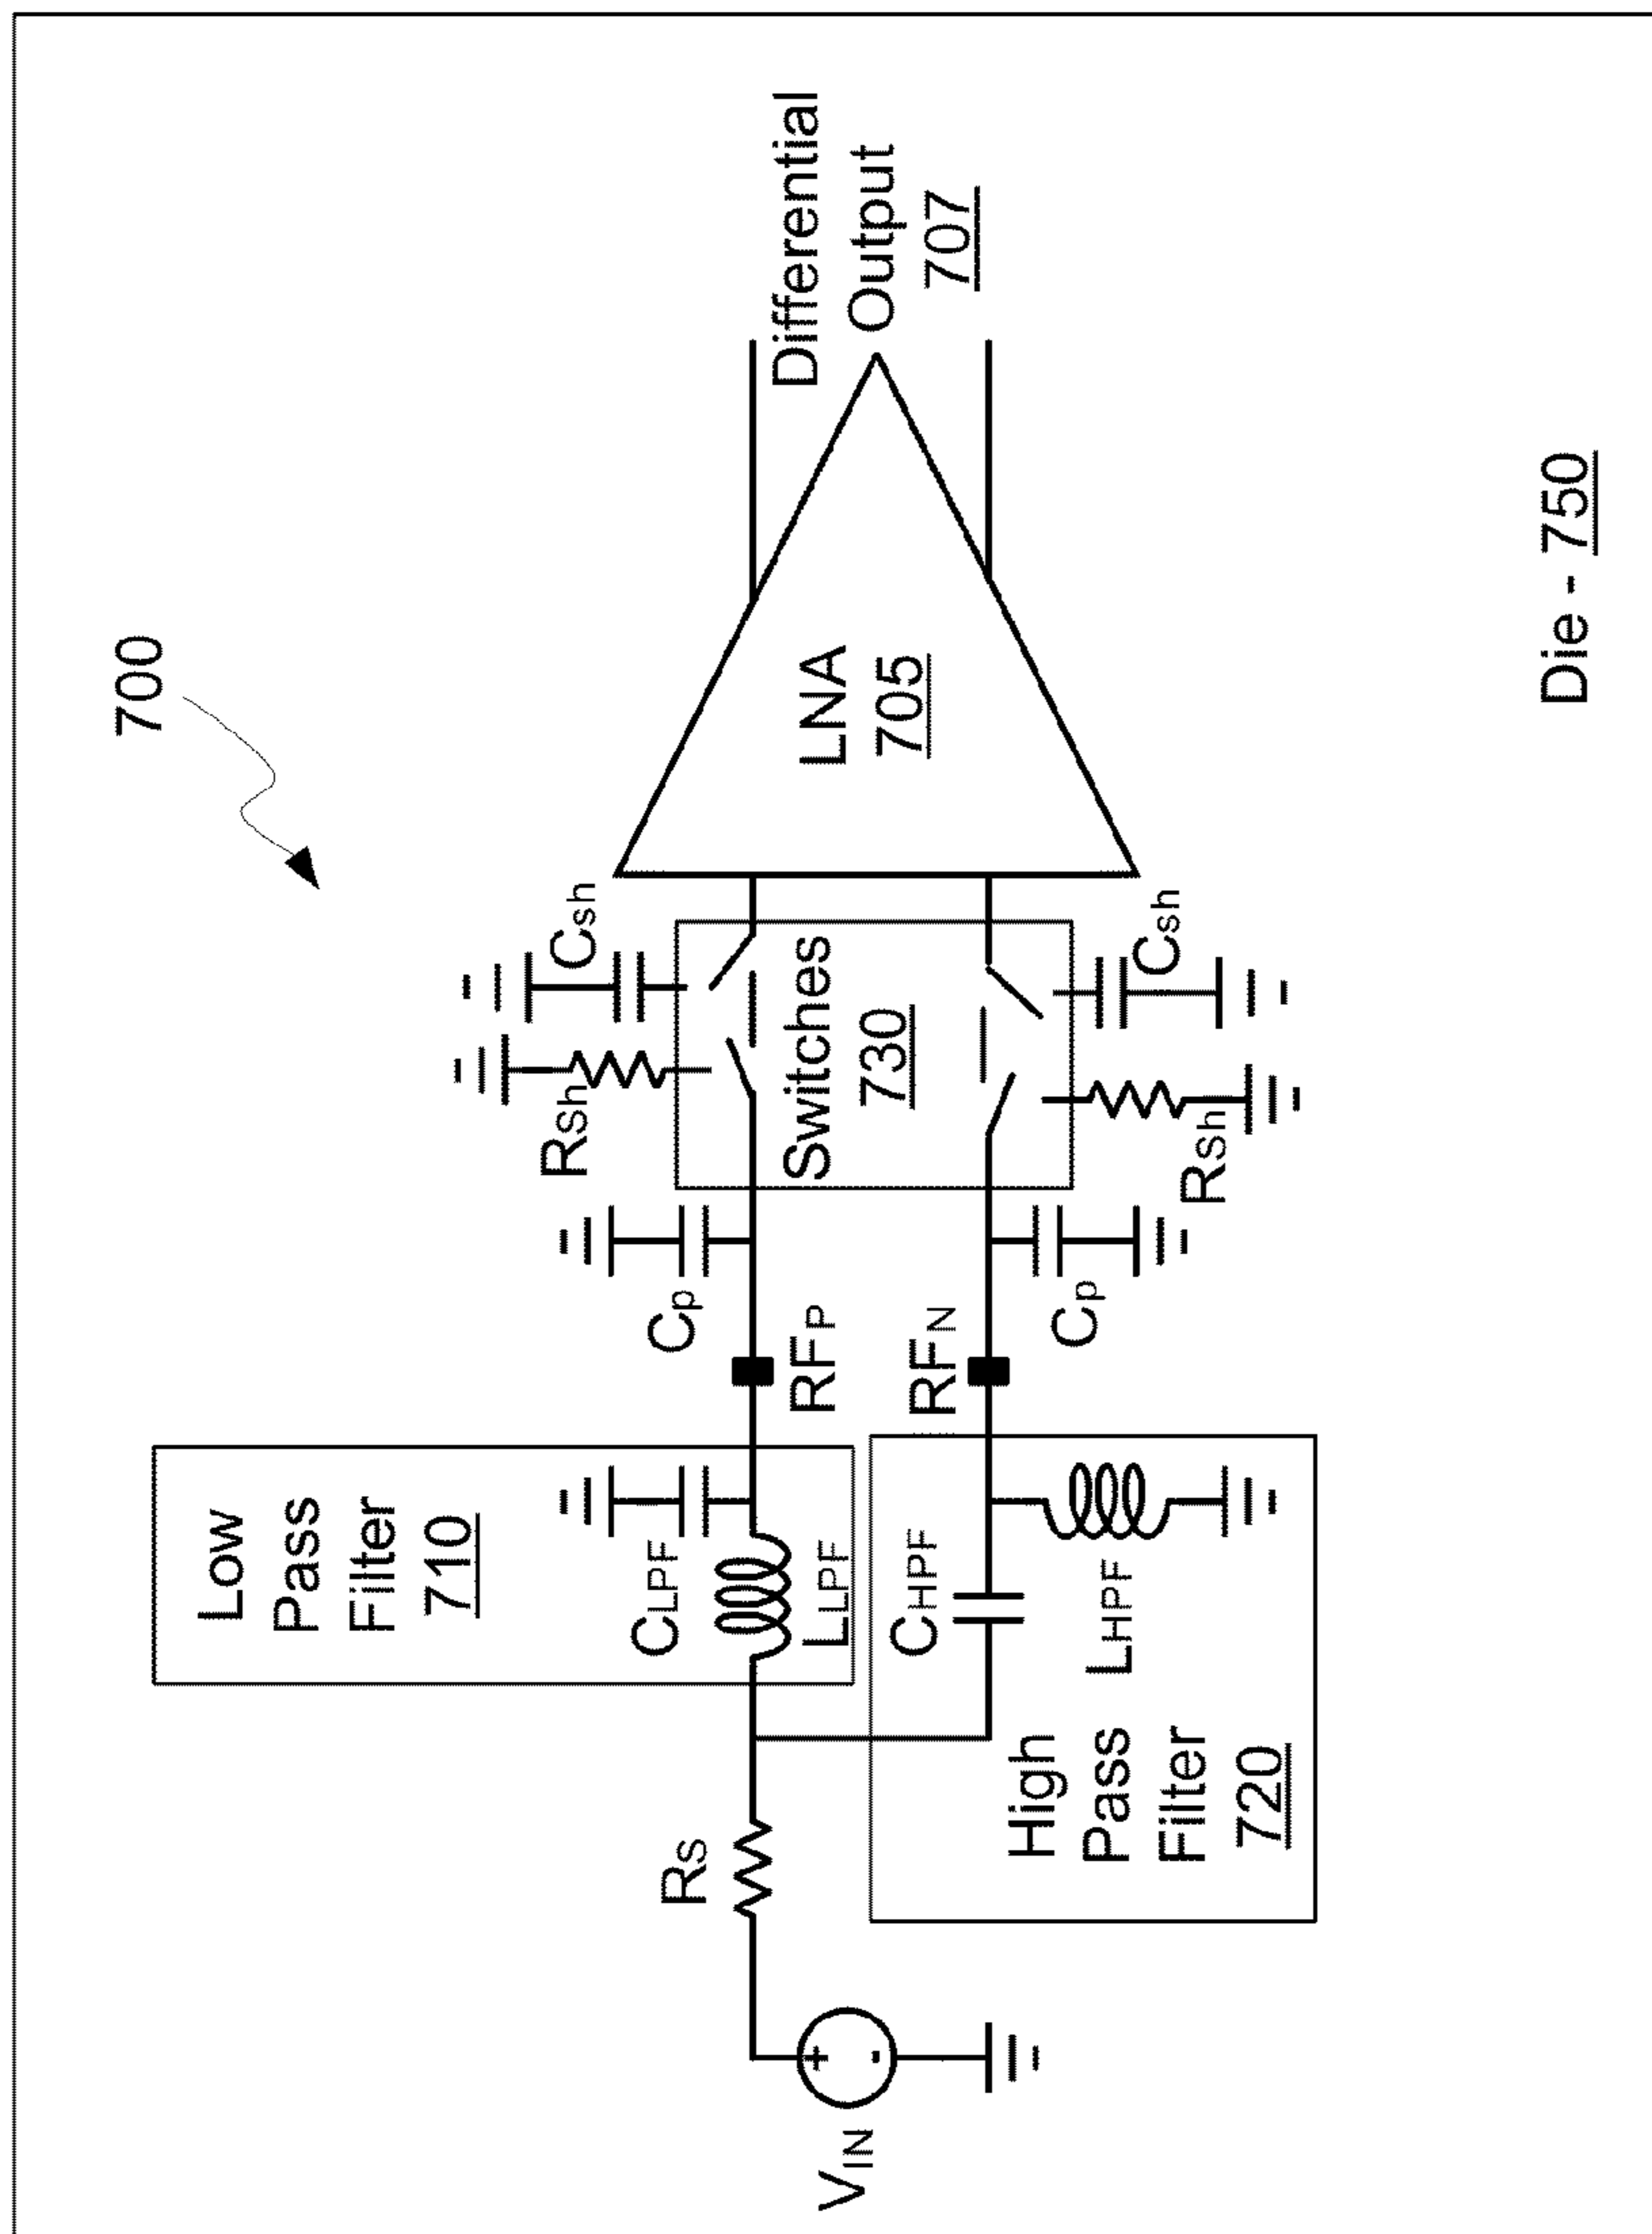 700
Low
Pass
Filter
710
CLPF
LLPF
RS
VIN
High
Pass
Filter
720
CHPF
LHPF
RFP
RFN
Cp
Cp
RSh
Csh
Switches
730
RSh
Csh
LNA
705
Differential
Output
707
Die - 750
+
-